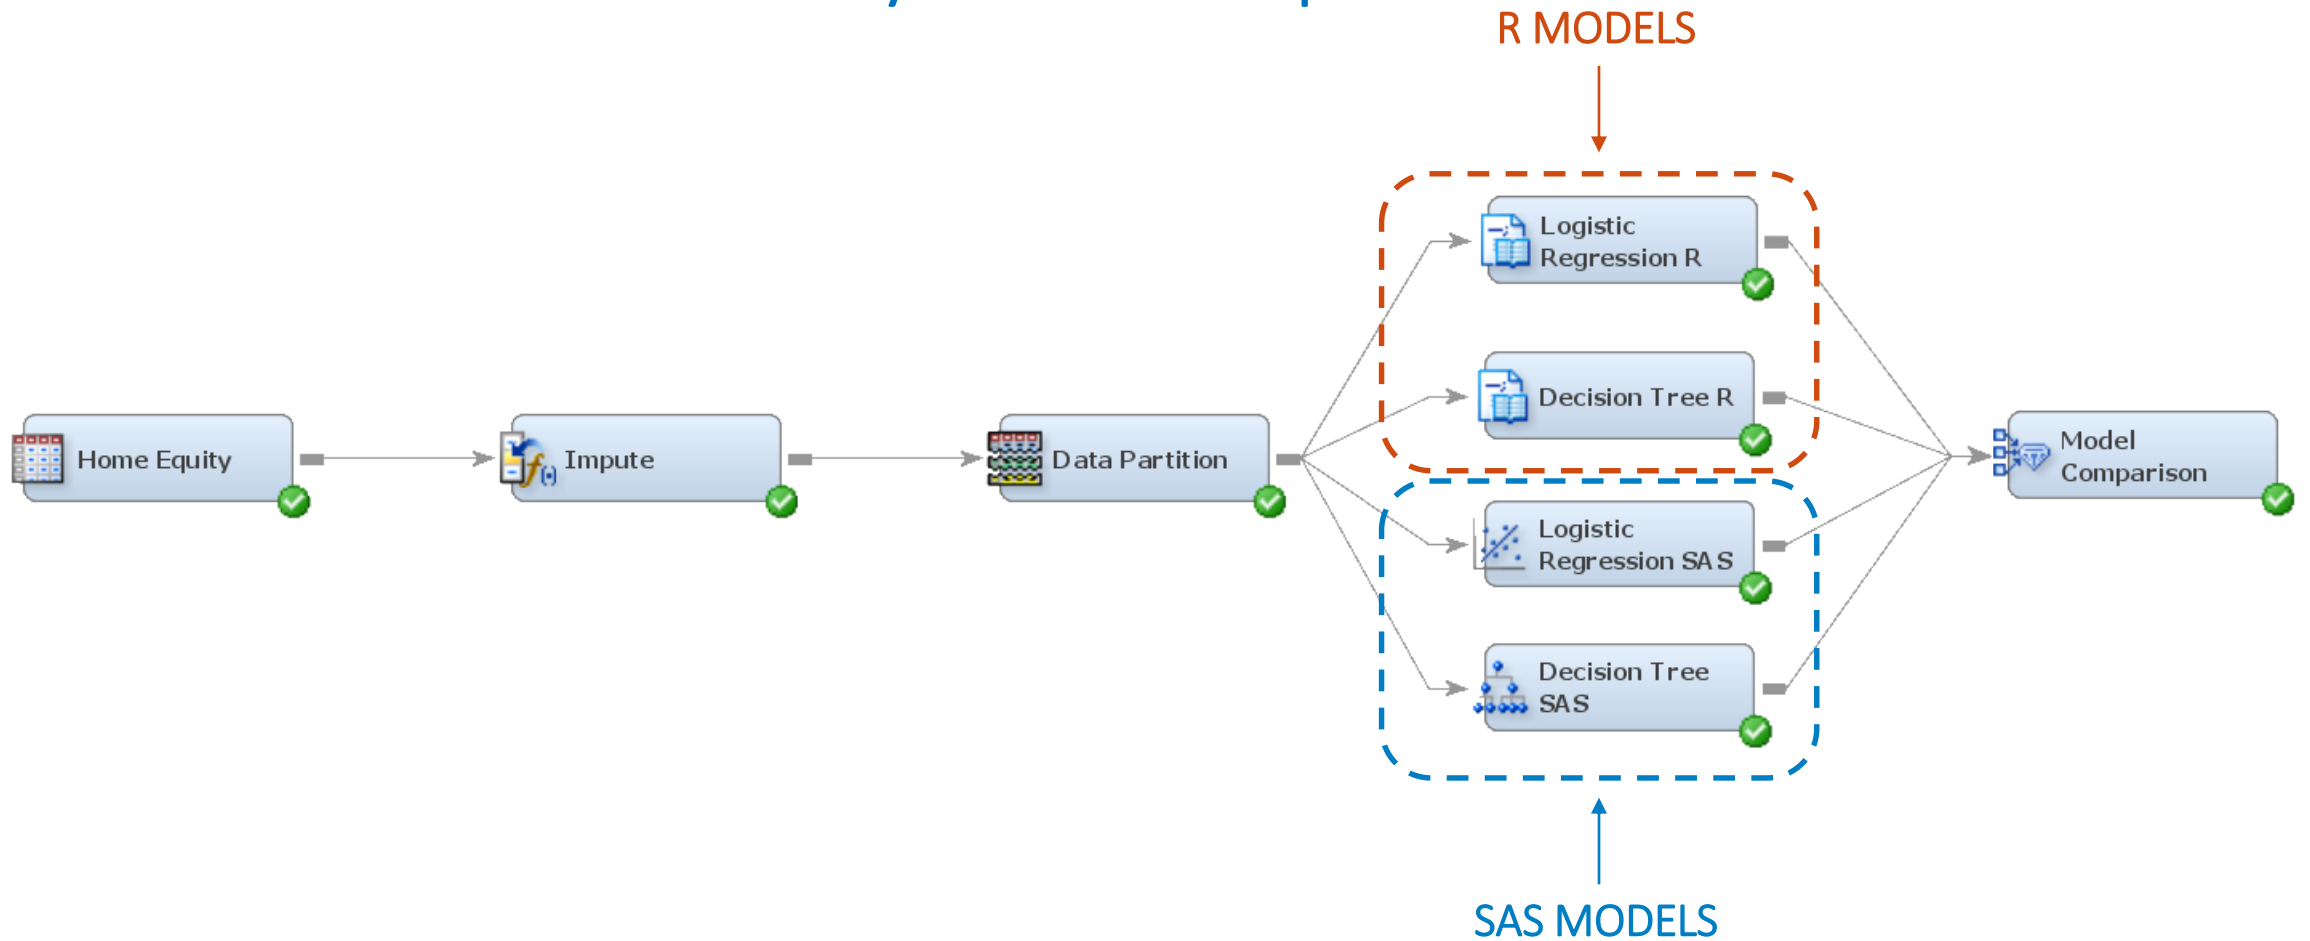 R MODELS
Logistic
Regression R
Decision Tree R
Home Equity
Impute
Data Partition
Model
Comparison
Logistic
Regression SAS
Decision Tree
SAS
SAS MODELS